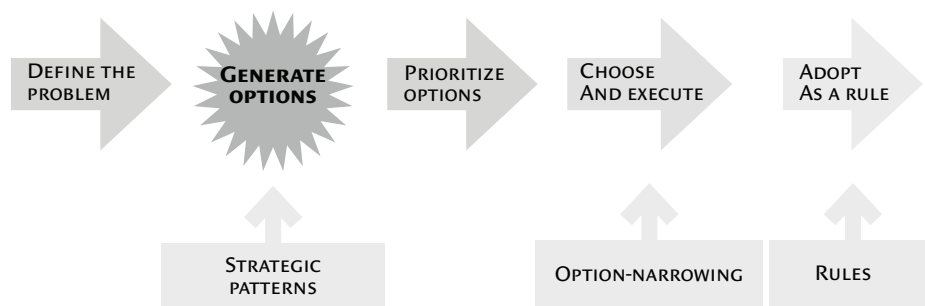 Define the
problem
Generate
options
Prioritize
options
Choose
And execute
Adopt
As a rule
Strategic
patterns
Option-narrowing
Rules